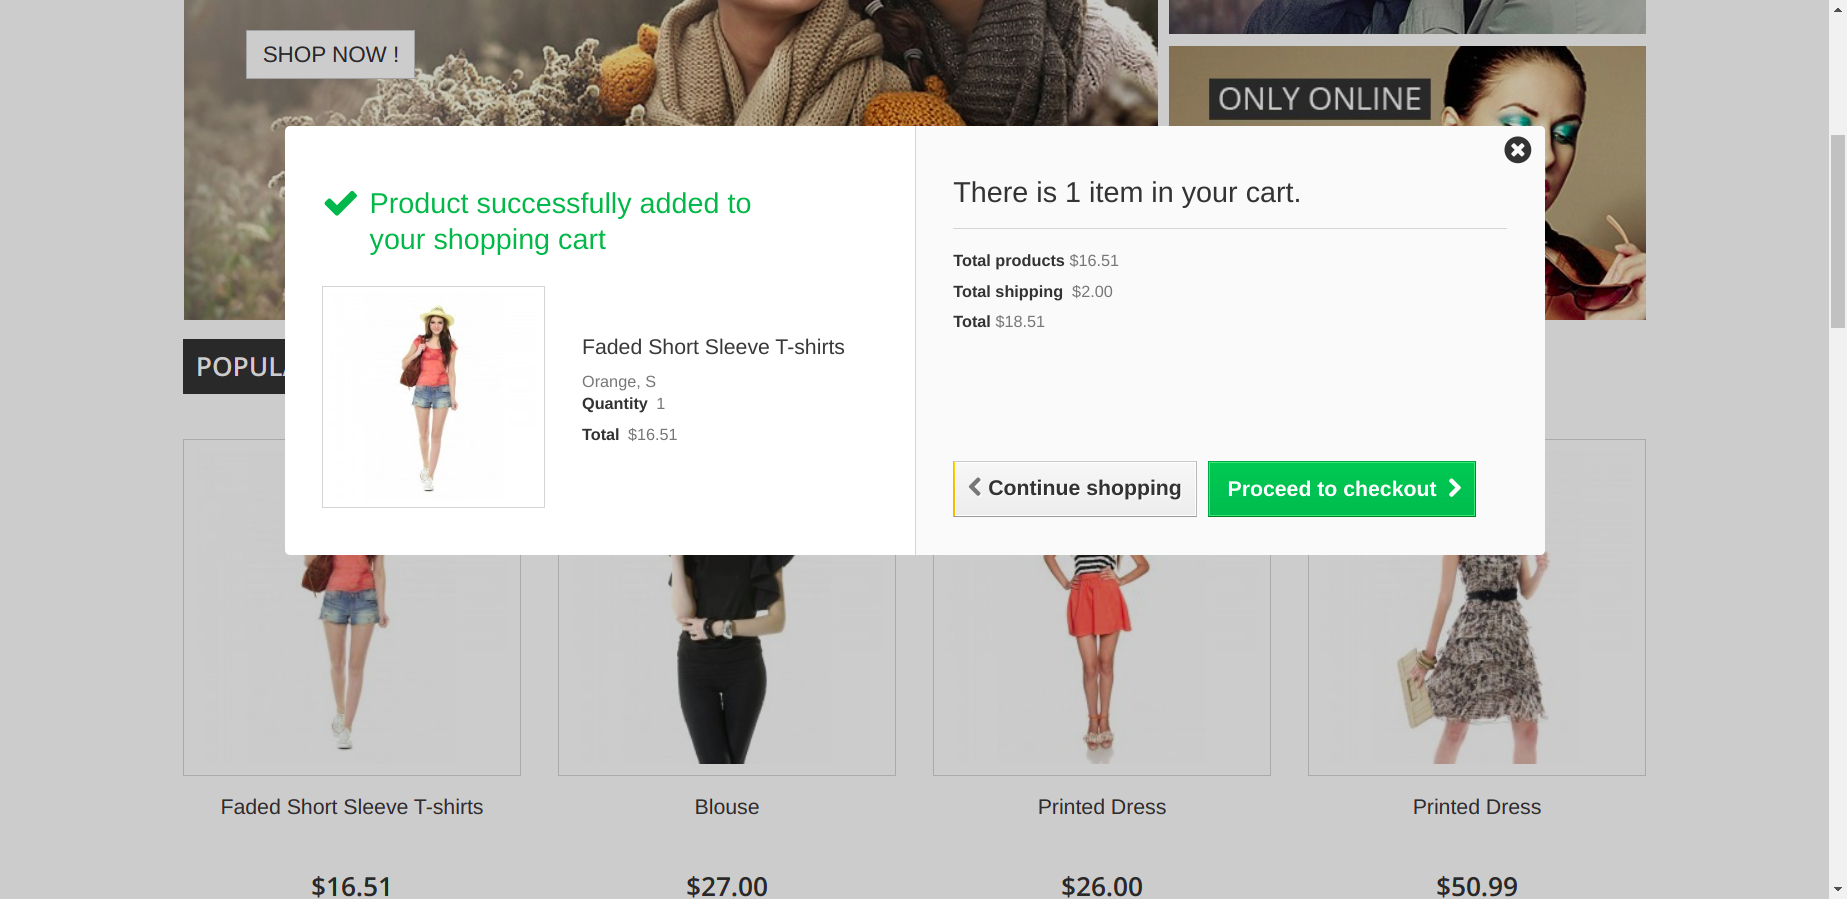 SHOP NOW !
ONLY ONLINE
Product successfully added to
your shopping cart
Faded Short Sleeve T-shirts
Orange, S
Quantity 1
Total $16.51
There is 1 item in your cart.
Total products $16.51
Total shipping $2.00
Total $18.51
Continue shopping
Proceed to checkout
Faded Short Sleeve T-shirts
Blouse
Printed Dress
Printed Dress
$16.51
$27.00
$26.00
$50.99